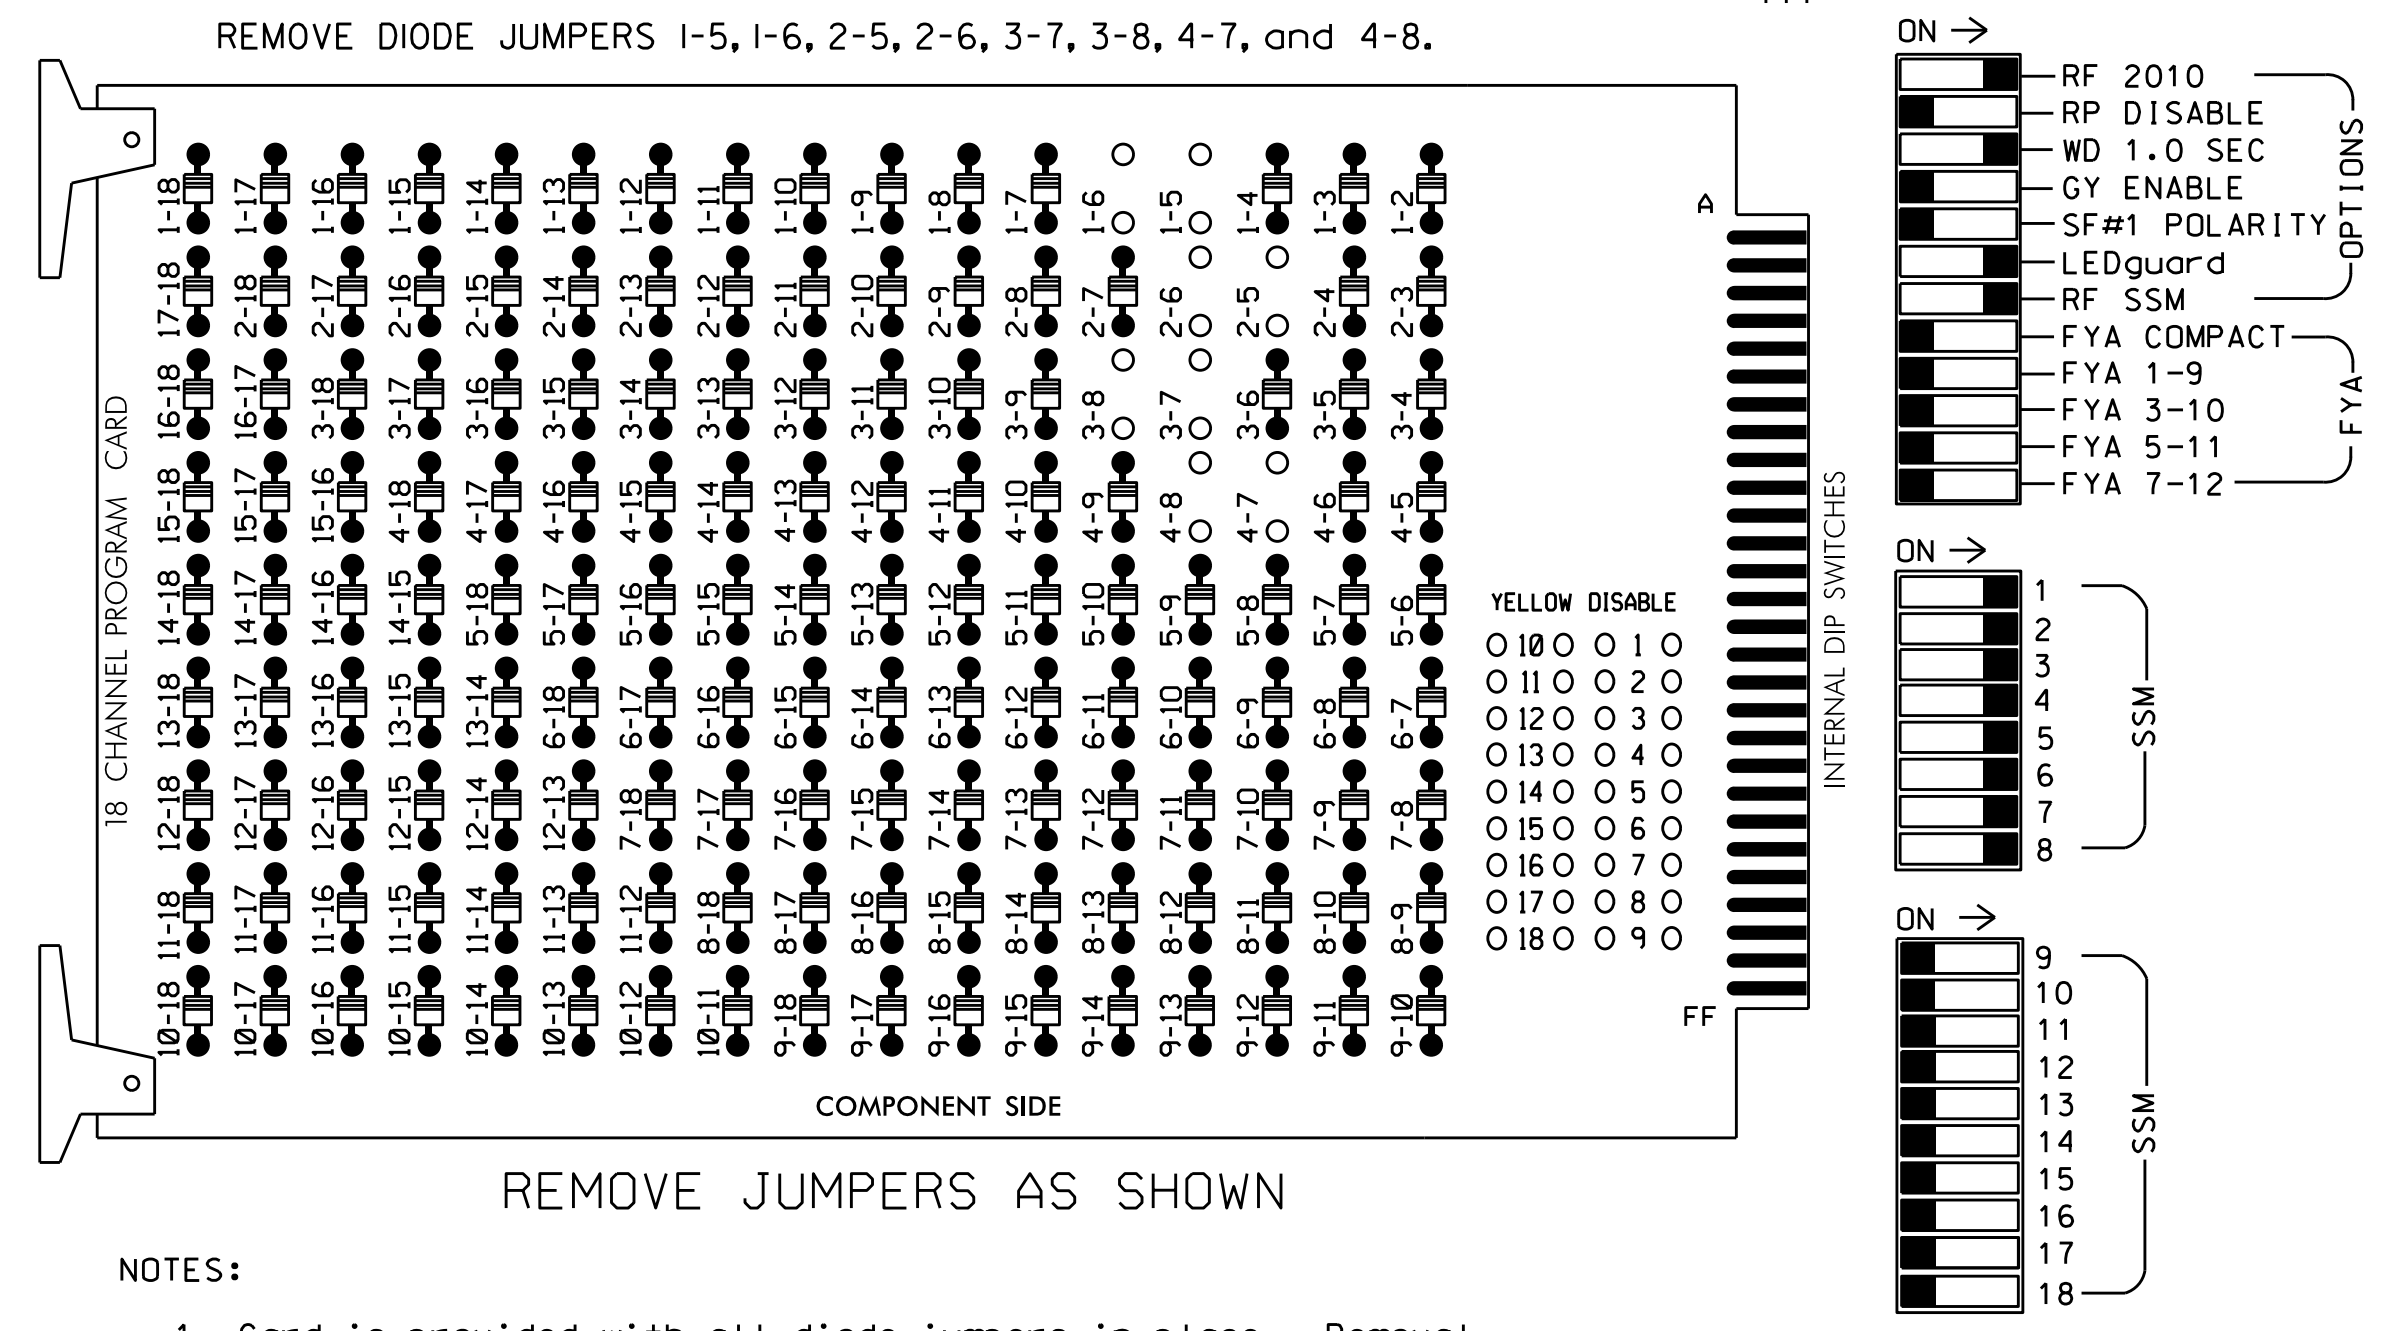 REMOVE DIODE JUMPERS 1-5, 1-6, 2-5, 2-6, 3-7, 3-8, 4-7, and 4-8.
18 CHANNEL PROGRAM CARD
1-18 1-17 1-16 1-15 1-14 1-13 1-12 1-11 1-10 1-9 1-8 1-7 1-6 1-5 1-4 1-3 1-2
17-18 2-18 2-17 2-16 2-15 2-14 2-13 2-12 2-11 2-10 2-9 2-8 2-7 2-6 2-5 2-4 2-3
16-18 16-17 3-18 3-17 3-16 3-15 3-14 3-13 3-12 3-11 3-10 3-9 3-8 3-7 3-6 3-5 3-4
15-18 15-17 15-16 4-18 4-17 4-16 4-15 4-14 4-13 4-12 4-11 4-10 4-9 4-8 4-7 4-6 4-5
14-18 14-17 14-16 14-15 5-18 5-17 5-16 5-15 5-14 5-13 5-12 5-11 5-10 5-9 5-8 5-7 5-6
13-18 13-17 13-16 13-15 13-14 6-18 6-17 6-16 6-15 6-14 6-13 6-12 6-11 6-10 6-9 6-8 6-7
12-18 12-17 12-16 12-15 12-14 12-13 7-18 7-17 7-16 7-15 7-14 7-13 7-12 7-11 7-10 7-9 7-8
11-18 11-17 11-16 11-15 11-14 11-13 11-12 8-18 8-17 8-16 8-15 8-14 8-13 8-12 8-11 8-10 8-9
10-18 10-17 10-16 10-15 10-14 10-13 10-12 10-11 9-18 9-17 9-16 9-15 9-14 9-13 9-12 9-11 9-10
A
YELLOW DISABLE
10 1
11 2
12 3
13 4
14 5
15 6
16 7
17 8
18 9
FF
COMPONENT SIDE
INTERNAL DIP SWITCHES
ON
RF 2010
RP DISABLE
WD 1.0 SEC
GY ENABLE
SF#1 POLARITY
LEDguard
RF SSM
OPTIONS
FYA COMPACT
FYA 1-9
FYA 3-10
FYA 5-11
FYA 7-12
FYA
ON
1
2
3
4
5
6
7
8
SSM
ON
9
10
11
12
13
14
15
16
17
18
SSM
REMOVE JUMPERS AS SHOWN
NOTES:
1. Card is provided with all diode jumpers in place. Removal